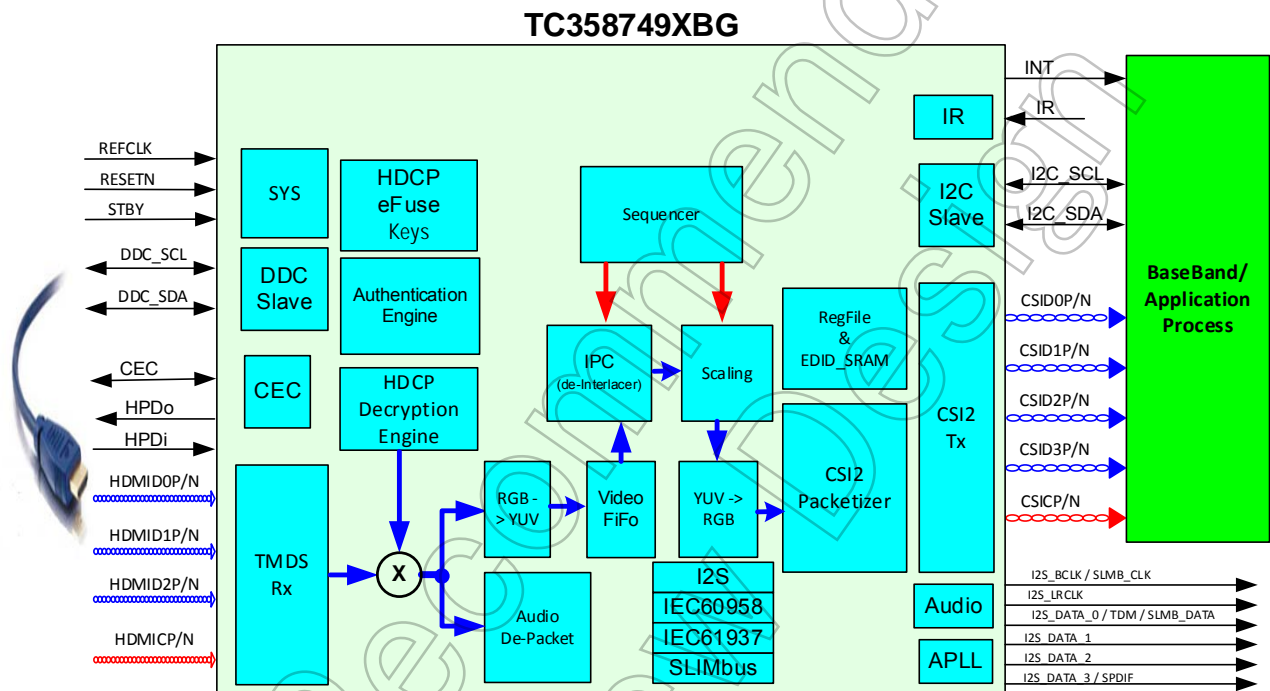 TC358749XBG
REFCLK
RESETN
STBY
DDC_SCL
DDC_SDA
CEC
HPDo
HPDi
HDMID0P/N
HDMID1P/N
HDMID2P/N
HDMICP/N
SYS
HDCP
eFuse
Keys
DDC
Slave
Authentication
Engine
CEC
HDCP
Decryption
Engine
TMDS
Rx
X
RGB -
> YUV
Audio
De-Packet
Video
FiFo
Sequencer
IPC
(de-Interlacer)
Scaling
YUV ->
RGB
RegFile
&
EDID_SRAM
CSI2
Packetizer
I2S
IEC60958
IEC61937
SLIMbus
IR
I2C
Slave
CSI2
Tx
Audio
APLL
INT
IR
I2C_SCL
I2C_SDA
CSID0P/N
CSID1P/N
CSID2P/N
CSID3P/N
CSICP/N
BaseBand/
Application
Process
I2S_BCLK / SLMB_CLK
I2S_LRCLK
I2S_DATA_0 / TDM / SLMB_DATA
I2S_DATA_1
I2S_DATA_2
I2S_DATA_3 / SPDIF